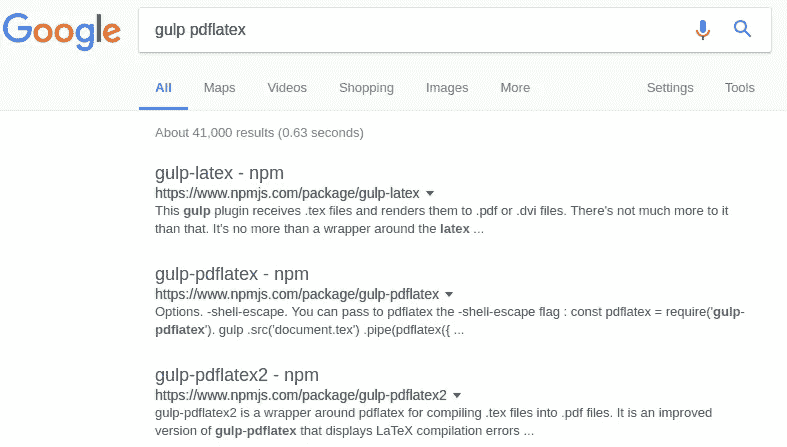 Google
gulp pdflatex
All Maps Videos Shopping Images More Settings Tools
About 41,000 results (0.63 seconds)
gulp-latex - npm
https://www.npmjs.com/package/gulp-latex
This gulp plugin receives .tex files and renders them to .pdf or .dvi files. There's not much more to it
than that. It's no more than a wrapper around the latex ...
gulp-pdflatex - npm
https://www.npmjs.com/package/gulp-pdflatex
Options. -shell-escape. You can pass to pdflatex the -shell-escape flag : const pdflatex = require('gulp-
pdflatex'). gulp .src('document.tex') .pipe(pdflatex({ ...
gulp-pdflatex2 - npm
https://www.npmjs.com/package/gulp-pdflatex2
gulp-pdflatex2 is a wrapper around pdflatex for compiling .tex files into .pdf files. It is an improved
version of gulp-pdflatex that displays LaTeX compilation errors ...